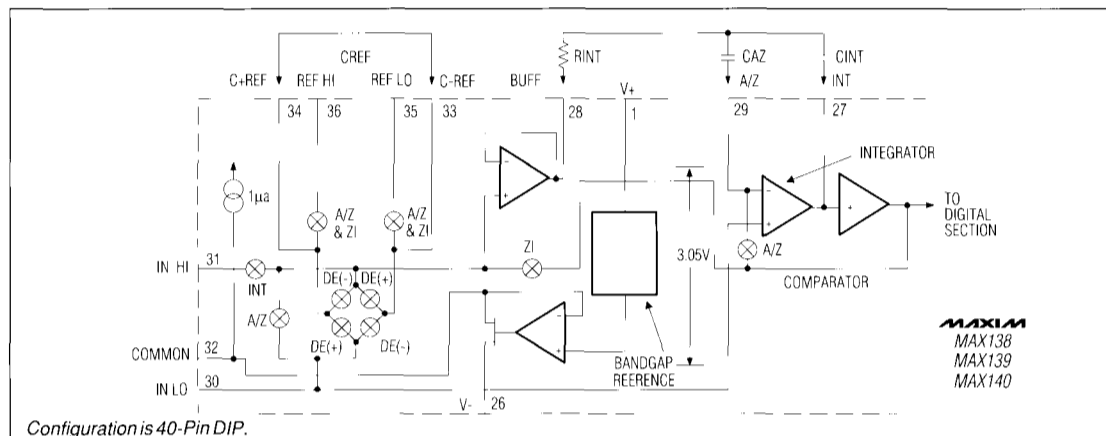 CREF
C+REF
REF HI
REF LO
C–REF
BUFF
RINT
V+
CAZ
A/Z
CINT
INT
34
36
35
33
28
1
29
27
INTEGRATOR
1µa
A/Z
& ZI
A/Z
& ZI
TO
DIGITAL
SECTION
ZI
3.05V
A/Z
COMPARATOR
IN HI
31
INT
DE(-)
DE(+)
A/Z
DE(+)
DE(-)
COMMON
32
IN LO
30
V-
26
BANDGAP
REERENCE
MAXIM
MAX138
MAX139
MAX140
Configuration is 40-Pin DIP.